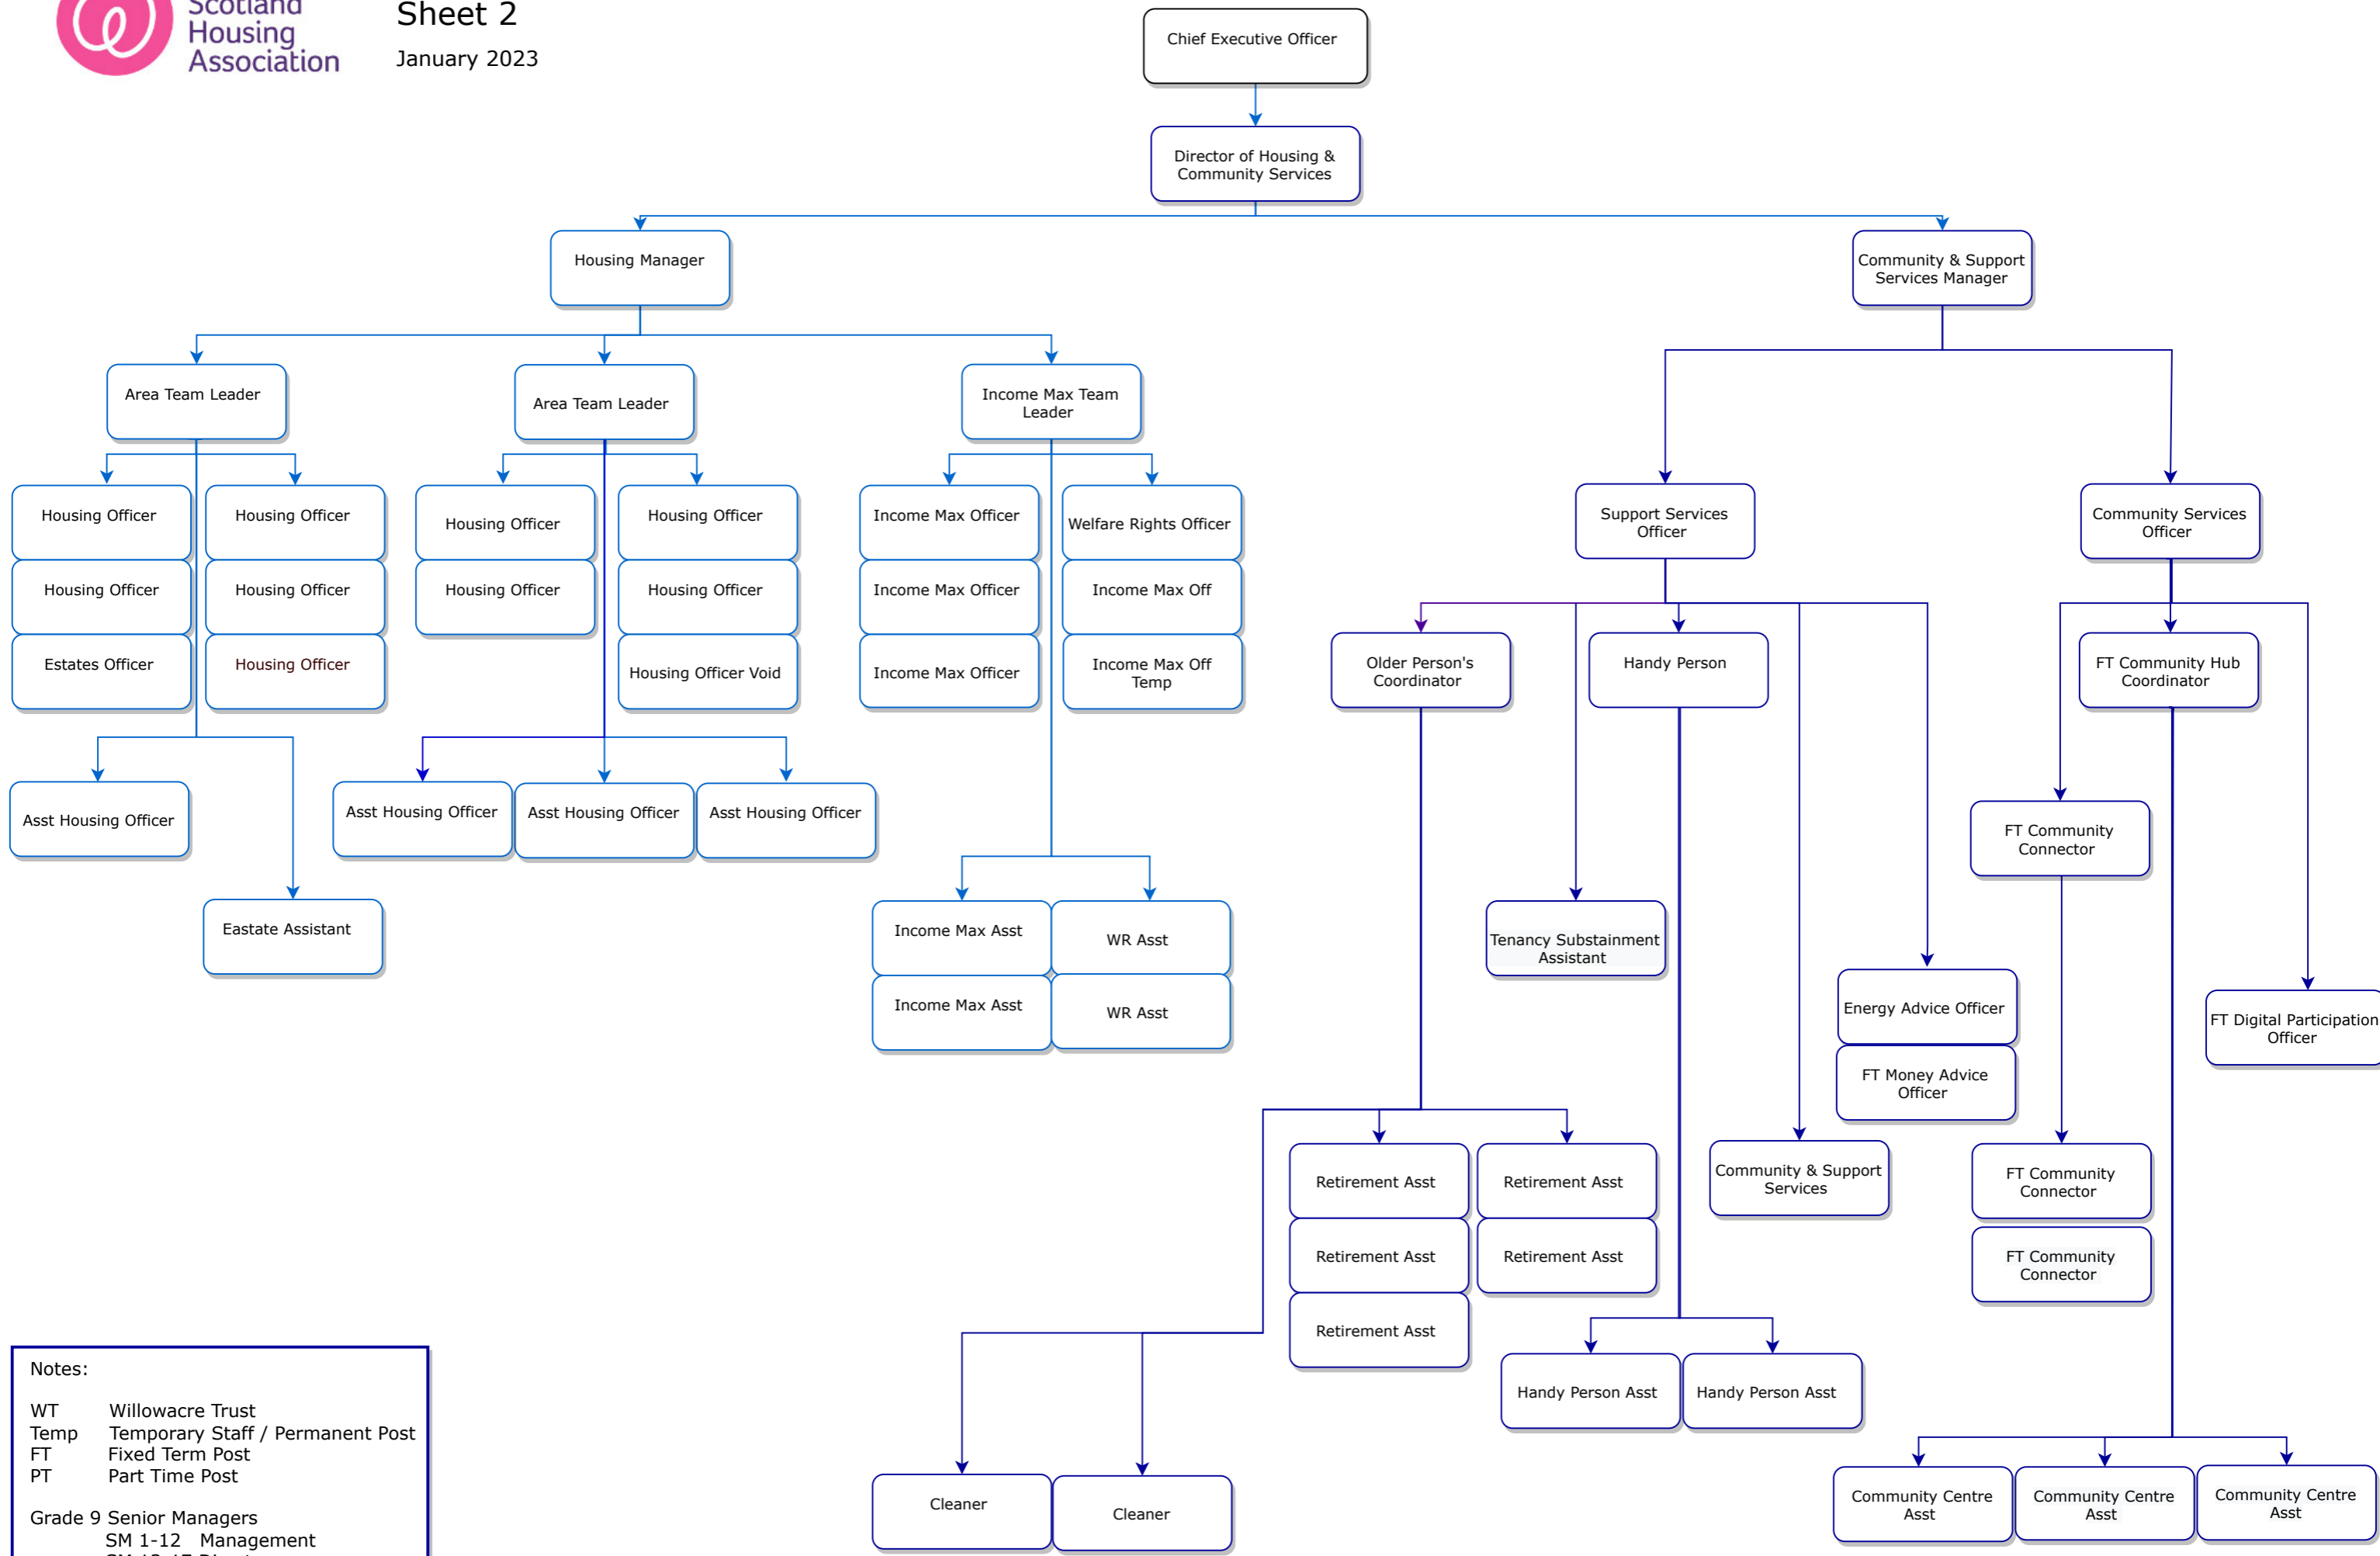 Scotland
Housing
Association
Sheet 2
January 2023
Chief Executive Officer
Director of Housing &
Community Services
Housing Manager
Community & Support
Services Manager
Area Team Leader
Area Team Leader
Income Max Team
Leader
Housing Officer
Housing Officer
Housing Officer
Housing Officer
Income Max Officer
Welfare Rights Officer
Support Services
Officer
Community Services
Officer
Housing Officer
Housing Officer
Housing Officer
Housing Officer
Income Max Officer
Income Max Off
Estates Officer
Housing Officer
Housing Officer Void
Income Max Officer
Income Max Off
Temp
Older Person's
Coordinator
Handy Person
FT Community Hub
Coordinator
Asst Housing Officer
Asst Housing Officer
Asst Housing Officer
Asst Housing Officer
FT Community
Connector
Eastate Assistant
Income Max Asst
WR Asst
Tenancy Substainment
Assistant
Income Max Asst
WR Asst
Energy Advice Officer
FT Digital Participation
Officer
FT Money Advice
Officer
Retirement Asst
Retirement Asst
Community & Support
Services
FT Community
Connector
Retirement Asst
Retirement Asst
FT Community
Connector
Retirement Asst
Handy Person Asst
Handy Person Asst
Cleaner
Cleaner
Community Centre
Asst
Community Centre
Asst
Community Centre
Asst
Notes:
WT Willowacre Trust
Temp Temporary Staff / Permanent Post
FT Fixed Term Post
PT Part Time Post
Grade 9 Senior Managers
SM 1-12 Management